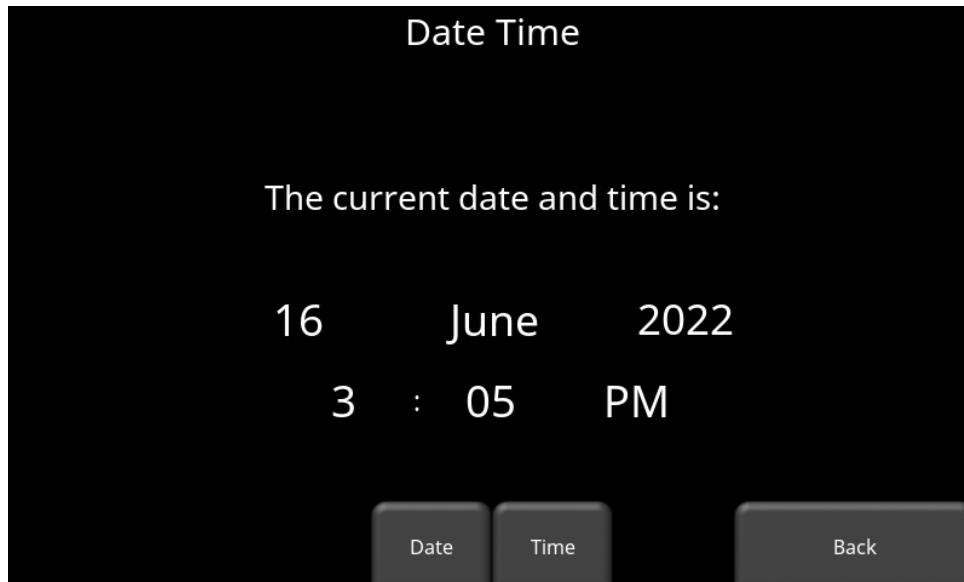 Date Time
The current date and time is:
16 June 2022
3 : 05 PM
Date Time Back